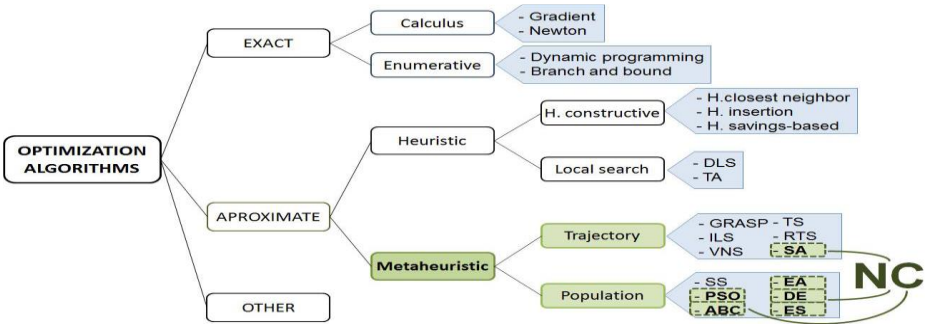 OPTIMIZATION
ALGORITHMS
EXACT
Calculus
- Gradient
- Newton
Enumerative
- Dynamic programming
- Branch and bound
APROXIMATE
Heuristic
H. constructive
- H.closest neighbor
- H. insertion
- H. savings-based
Local search
- DLS
- TA
Metaheuristic
Trajectory
- GRASP - TS
- ILS - RTS
- VNS - SA
Population
- SS - EA
- PSO - DE
- ABC - ES
NC
OTHER